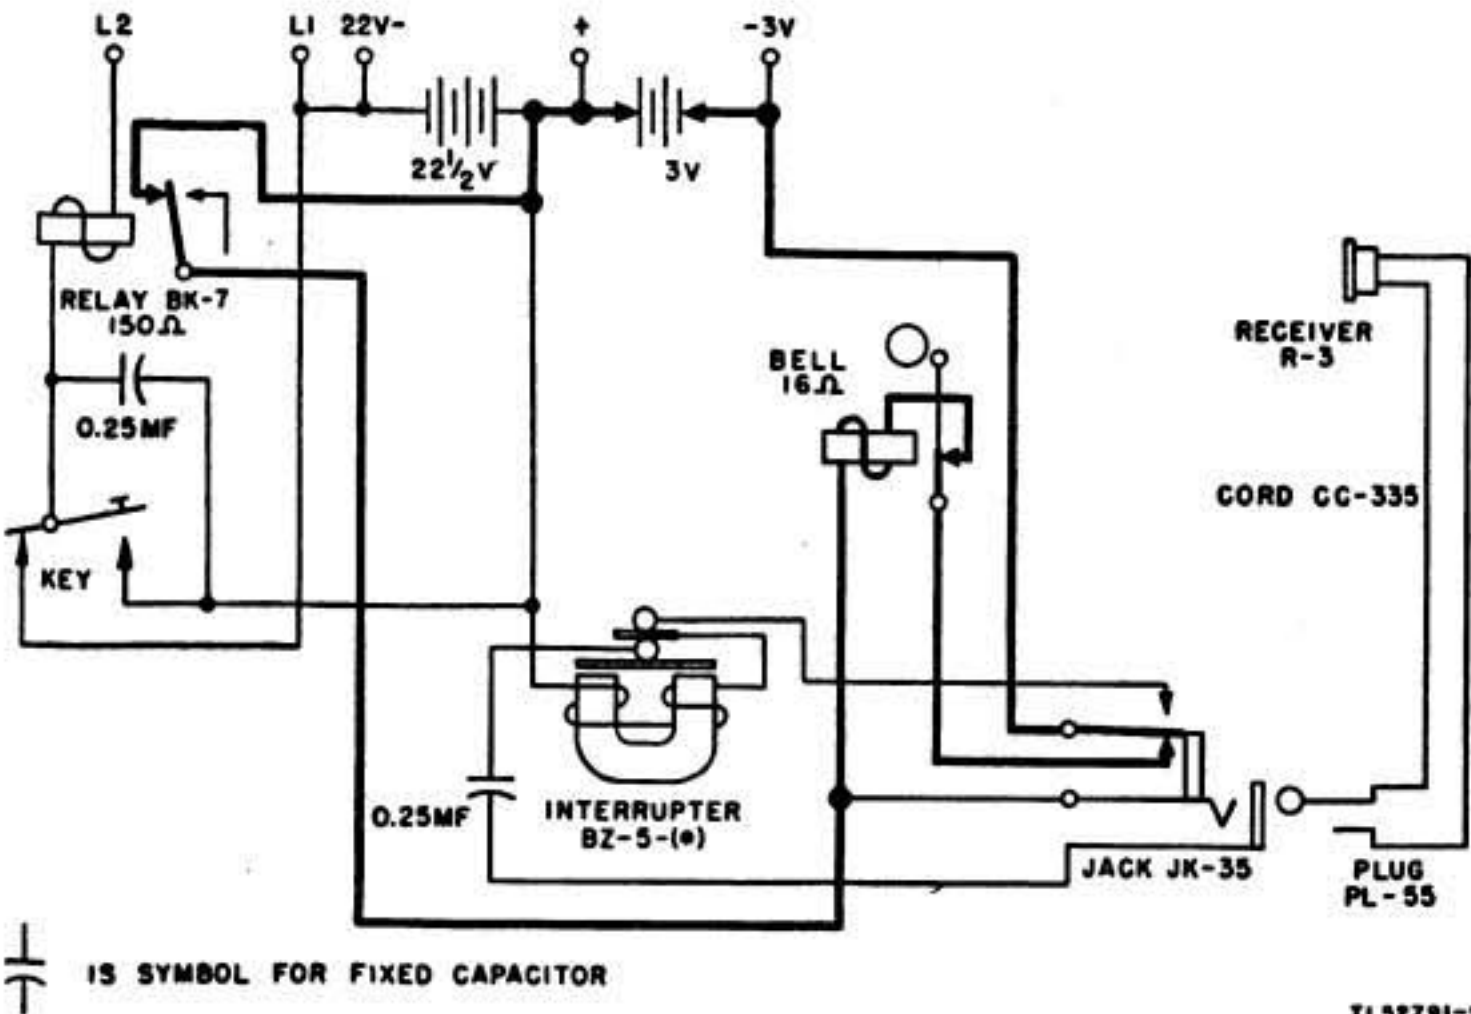 L2 L1 22V- + -3V
22½V 3V
RELAY BK-7
150Ω
RECEIVER
R-3
BELL
16Ω
0.25MF
CORD CC-335
KEY
0.25MF
INTERRUPTER
BZ-5-(•)
JACK JK-35
PLUG
PL-55
IS SYMBOL FOR FIXED CAPACITOR